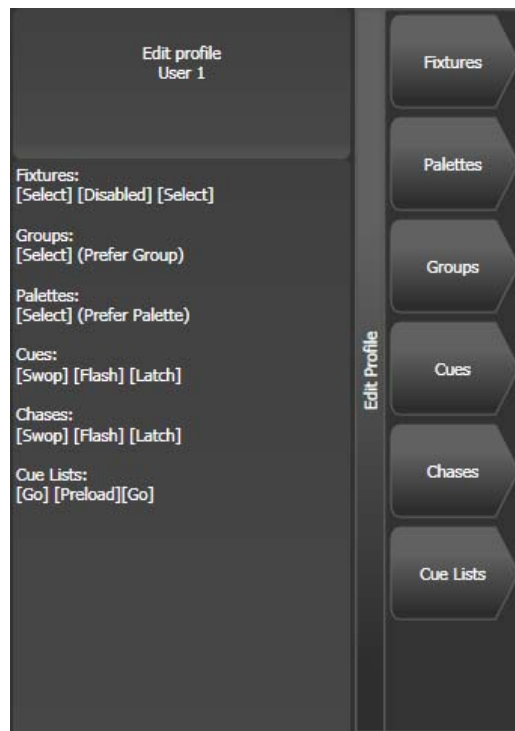 Edit profile
User 1
Fixtures:
[Select] [Disabled] [Select]
Groups:
[Select] (Prefer Group)
Palettes:
[Select] (Prefer Palette)
Cues:
[Swop] [Flash] [Latch]
Chases:
[Swop] [Flash] [Latch]
Cue Lists:
[Go] [Preload][Go]
Edit Profile
Fixtures
Palettes
Groups
Cues
Chases
Cue Lists